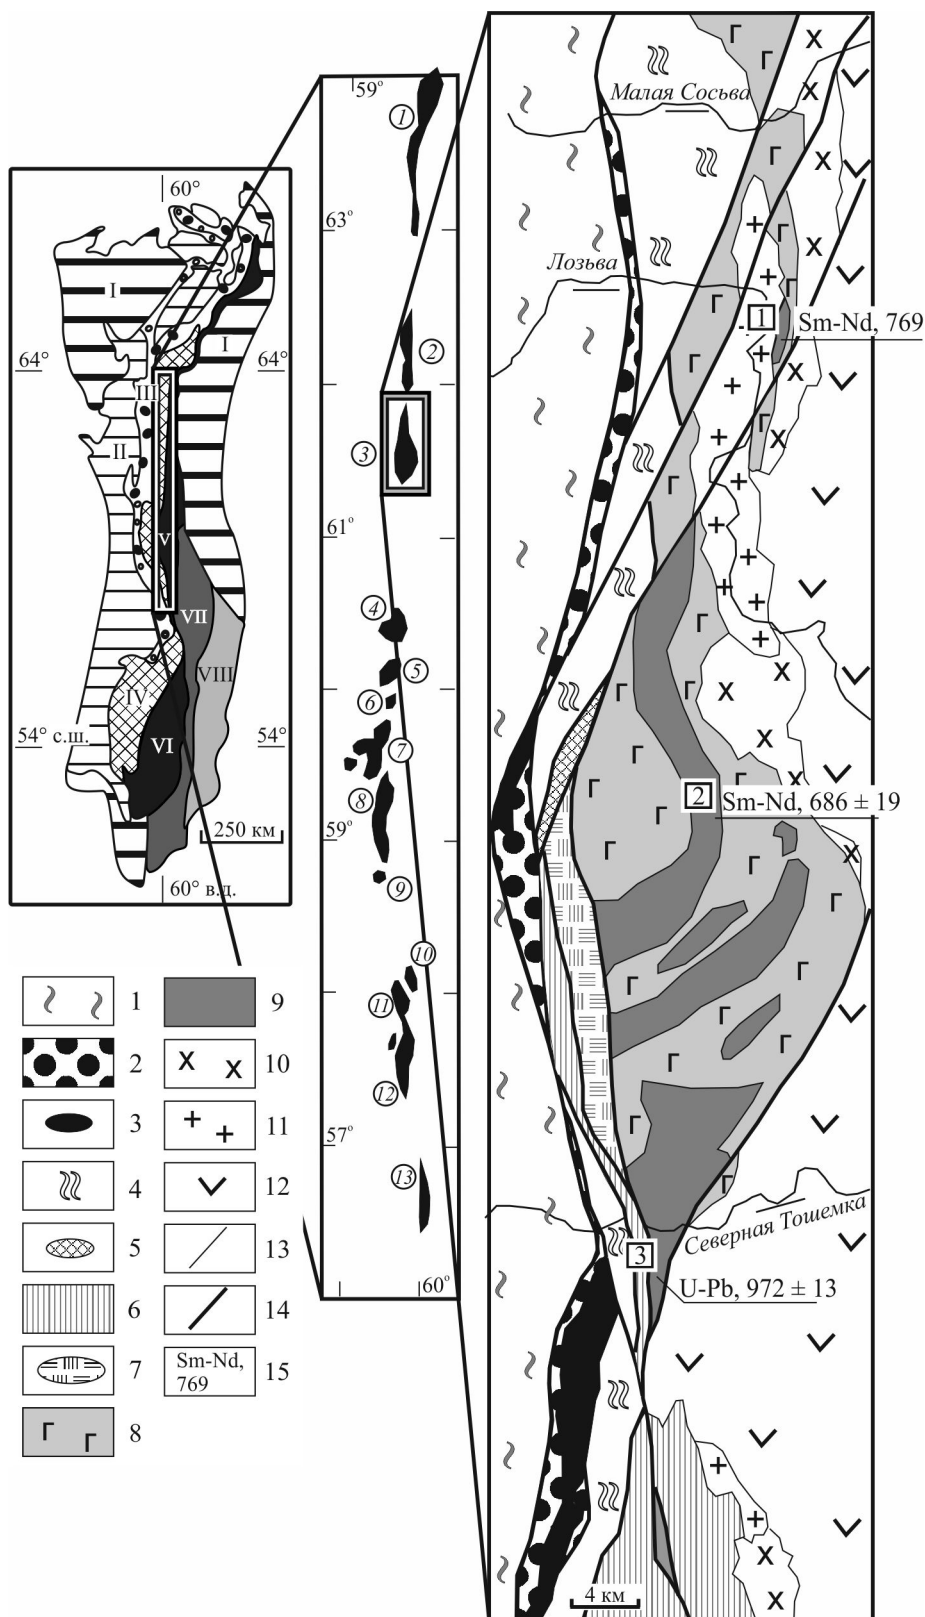 60°
I
I
64°
64°
III
II
V
VII
VIII
IV
VI
54° с.ш.
54°
250 км
60° в.д.
59°
63°
61°
59°
57°
60°
1
2
3
4
5
6
7
8
9
10
11
12
13
Малая Сосьва
Лозьва
1
Sm-Nd, 769
2
Sm-Nd, 686 ± 19
Северная Тошемка
3
U-Pb, 972 ± 13
4 км
1
2
3
4
5
6
7
8
9
10
11
12
13
14
Sm-Nd,
769
15